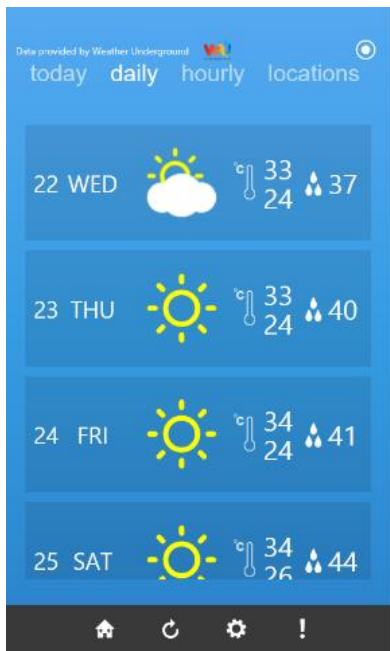 Data provided by Weather Underground
today daily hourly locations
22 WED °C 33 24 37
23 THU °C 33 24 40
24 FRI °C 34 24 41
25 SAT °C 34 26 44